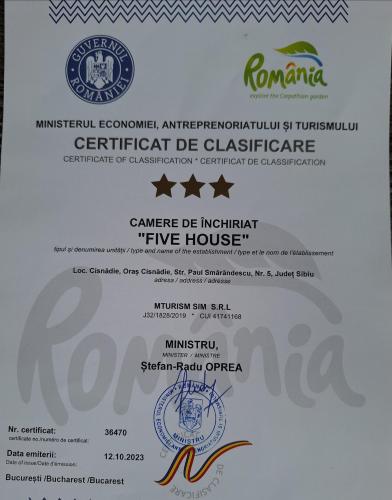 GUVERNUL
ROMÂNIEI
România
explore the Carpathian garden
MINISTERUL ECONOMIEI, ANTREPRENORIATULUI ȘI TURISMULUI
CERTIFICAT DE CLASIFICARE
CERTIFICATE OF CLASSIFICATION * CERTIFICAT DE CLASSIFICATION
CAMERE DE ÎNCHIRIAT
"FIVE HOUSE"
tipul și denumirea unității / type and name of the establishment / type et le nom de l'établissement
Loc. Cisnădie, Oraș Cisnădie, Str. Paul Smărăndescu, Nr. 5, Județ Sibiu
adresa / address / adresse
MTURISM SIM S.R.L
J32/1828/2019 * CUI 41741168
România
MINISTRU,
MINISTER / MINISTRE
Ștefan-Radu OPREA
MINISTRU
Nr. certificat: 36470
certificate no./numéro de certificat:
Data emiterii: 12.10.2023
Date of issue/Date d'émission:
București /Bucharest /Bucarest
DE CLASIFICARE